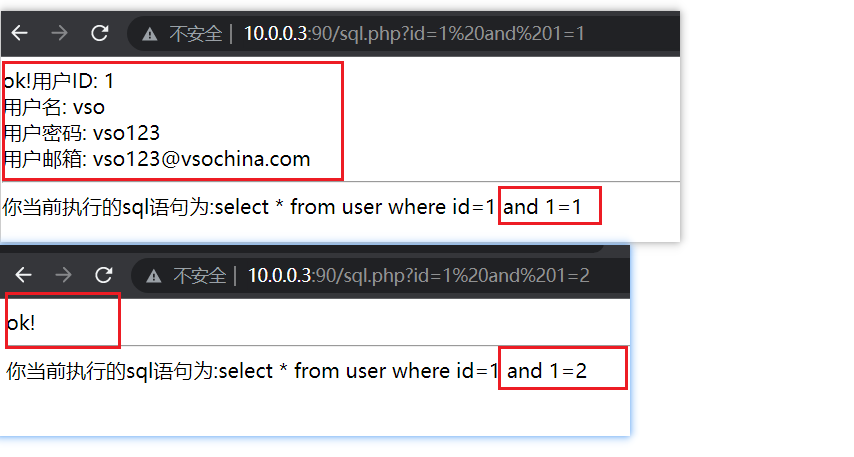 不安全 | 10.0.0.3:90/sql.php?id=1%20and%201=1
ok!用户ID: 1
用户名: vso
用户密码: vso123
用户邮箱: vso123@vsochina.com
你当前执行的sql语句为:select * from user where id=1 and 1=1
不安全 | 10.0.0.3:90/sql.php?id=1%20and%201=2
ok!
你当前执行的sql语句为:select * from user where id=1 and 1=2